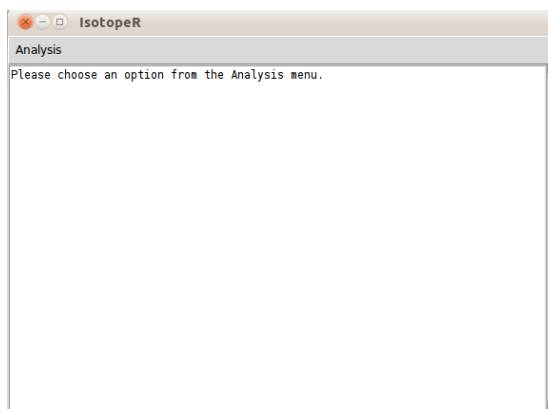 IsotopeR
Analysis
Please choose an option from the Analysis menu.